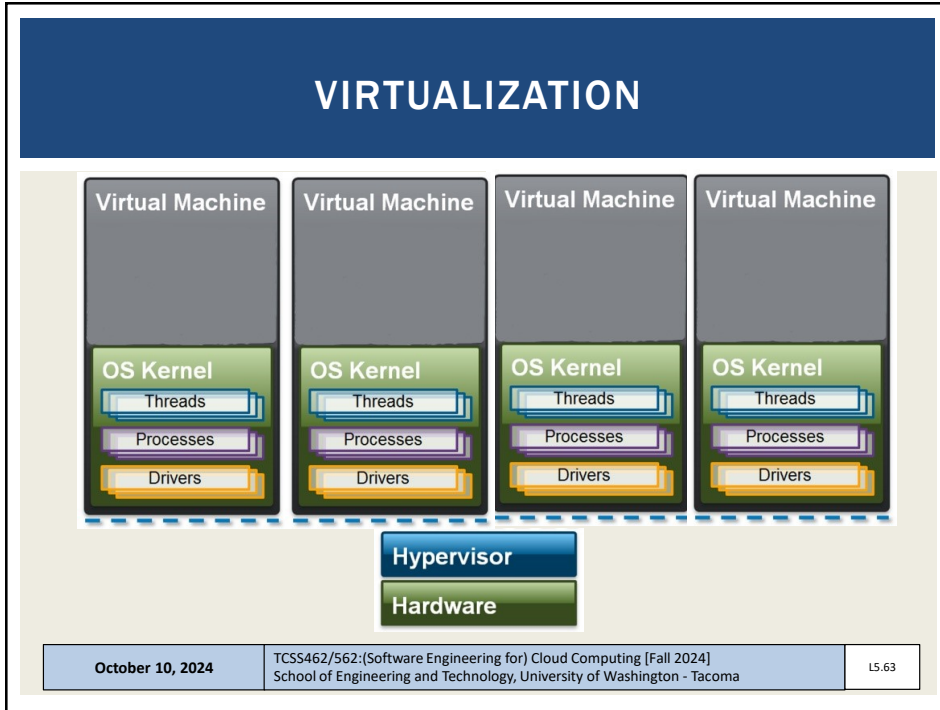 VIRTUALIZATION
Virtual Machine
OS Kernel
Threads
Processes
Drivers
Virtual Machine
OS Kernel
Threads
Processes
Drivers
Virtual Machine
OS Kernel
Threads
Processes
Drivers
Virtual Machine
OS Kernel
Threads
Processes
Drivers
Hypervisor
Hardware
October 10, 2024
TCSS462/562:(Software Engineering for) Cloud Computing [Fall 2024]
School of Engineering and Technology, University of Washington - Tacoma
L5.63